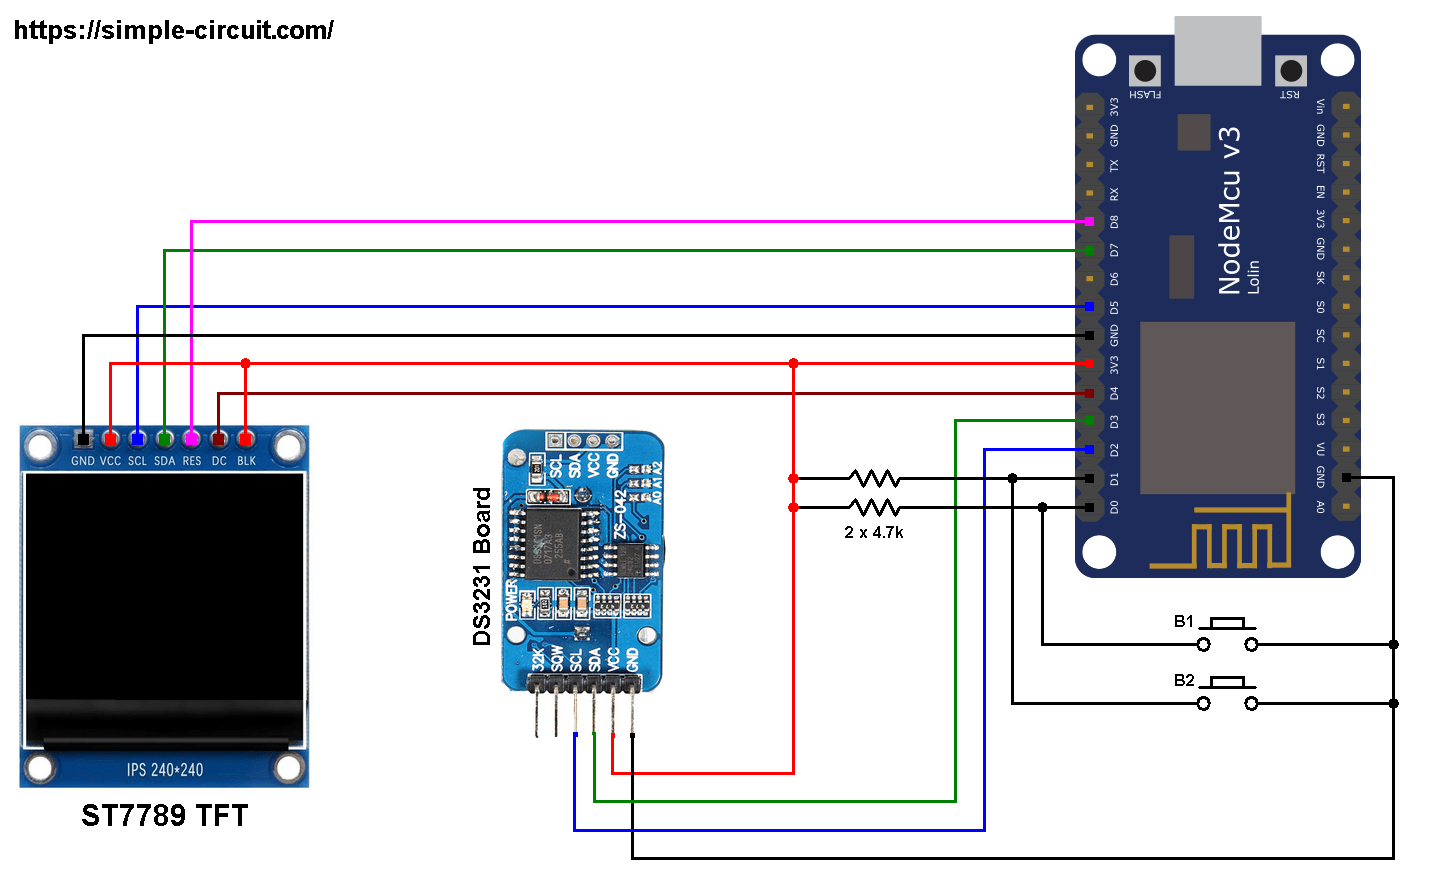 https://simple-circuit.com/
FLASH
RST
3V3
GND
TX
RX
D8
D7
D6
D5
GND
3V3
D4
D3
D2
D1
D0
Vin
GND
RST
EN
3V3
GND
SK
S0
SC
S1
S2
S3
VU
GND
A0
NodeMcu v3
Lolin
GND VCC SCL SDA RES DC BLK
IPS 240*240
ST7789 TFT
DS3231 Board
SCL
SDA
VCC
GND
A0 A1 A2
ZS-042
0717A3
255AB
POWER
32K
SQW
SCL
SDA
VCC
GND
2 x 4.7k
B1
B2